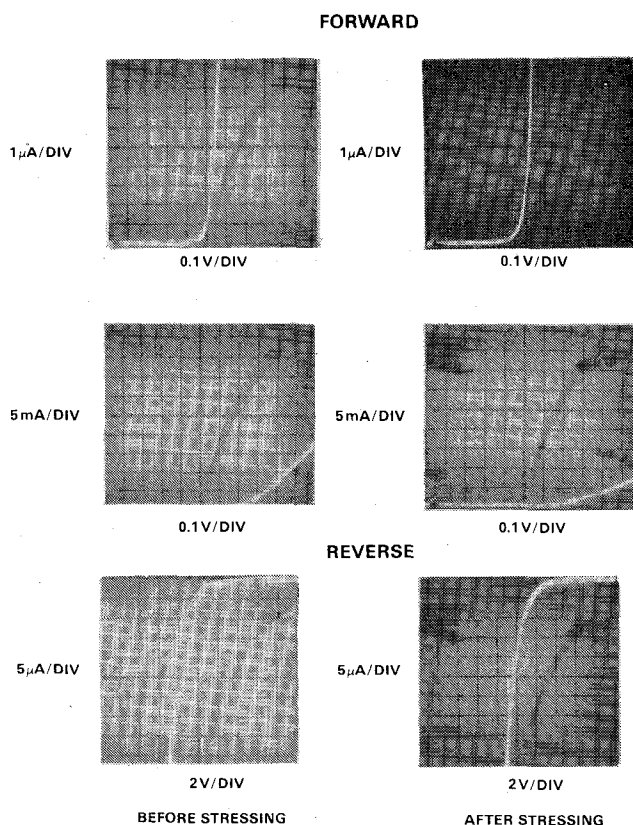 FORWARD
1µA/DIV
1µA/DIV
0.1V/DIV
0.1V/DIV
5mA/DIV
5mA/DIV
0.1V/DIV
0.1V/DIV
REVERSE
5µA/DIV
5µA/DIV
2V/DIV
2V/DIV
BEFORE STRESSING
AFTER STRESSING